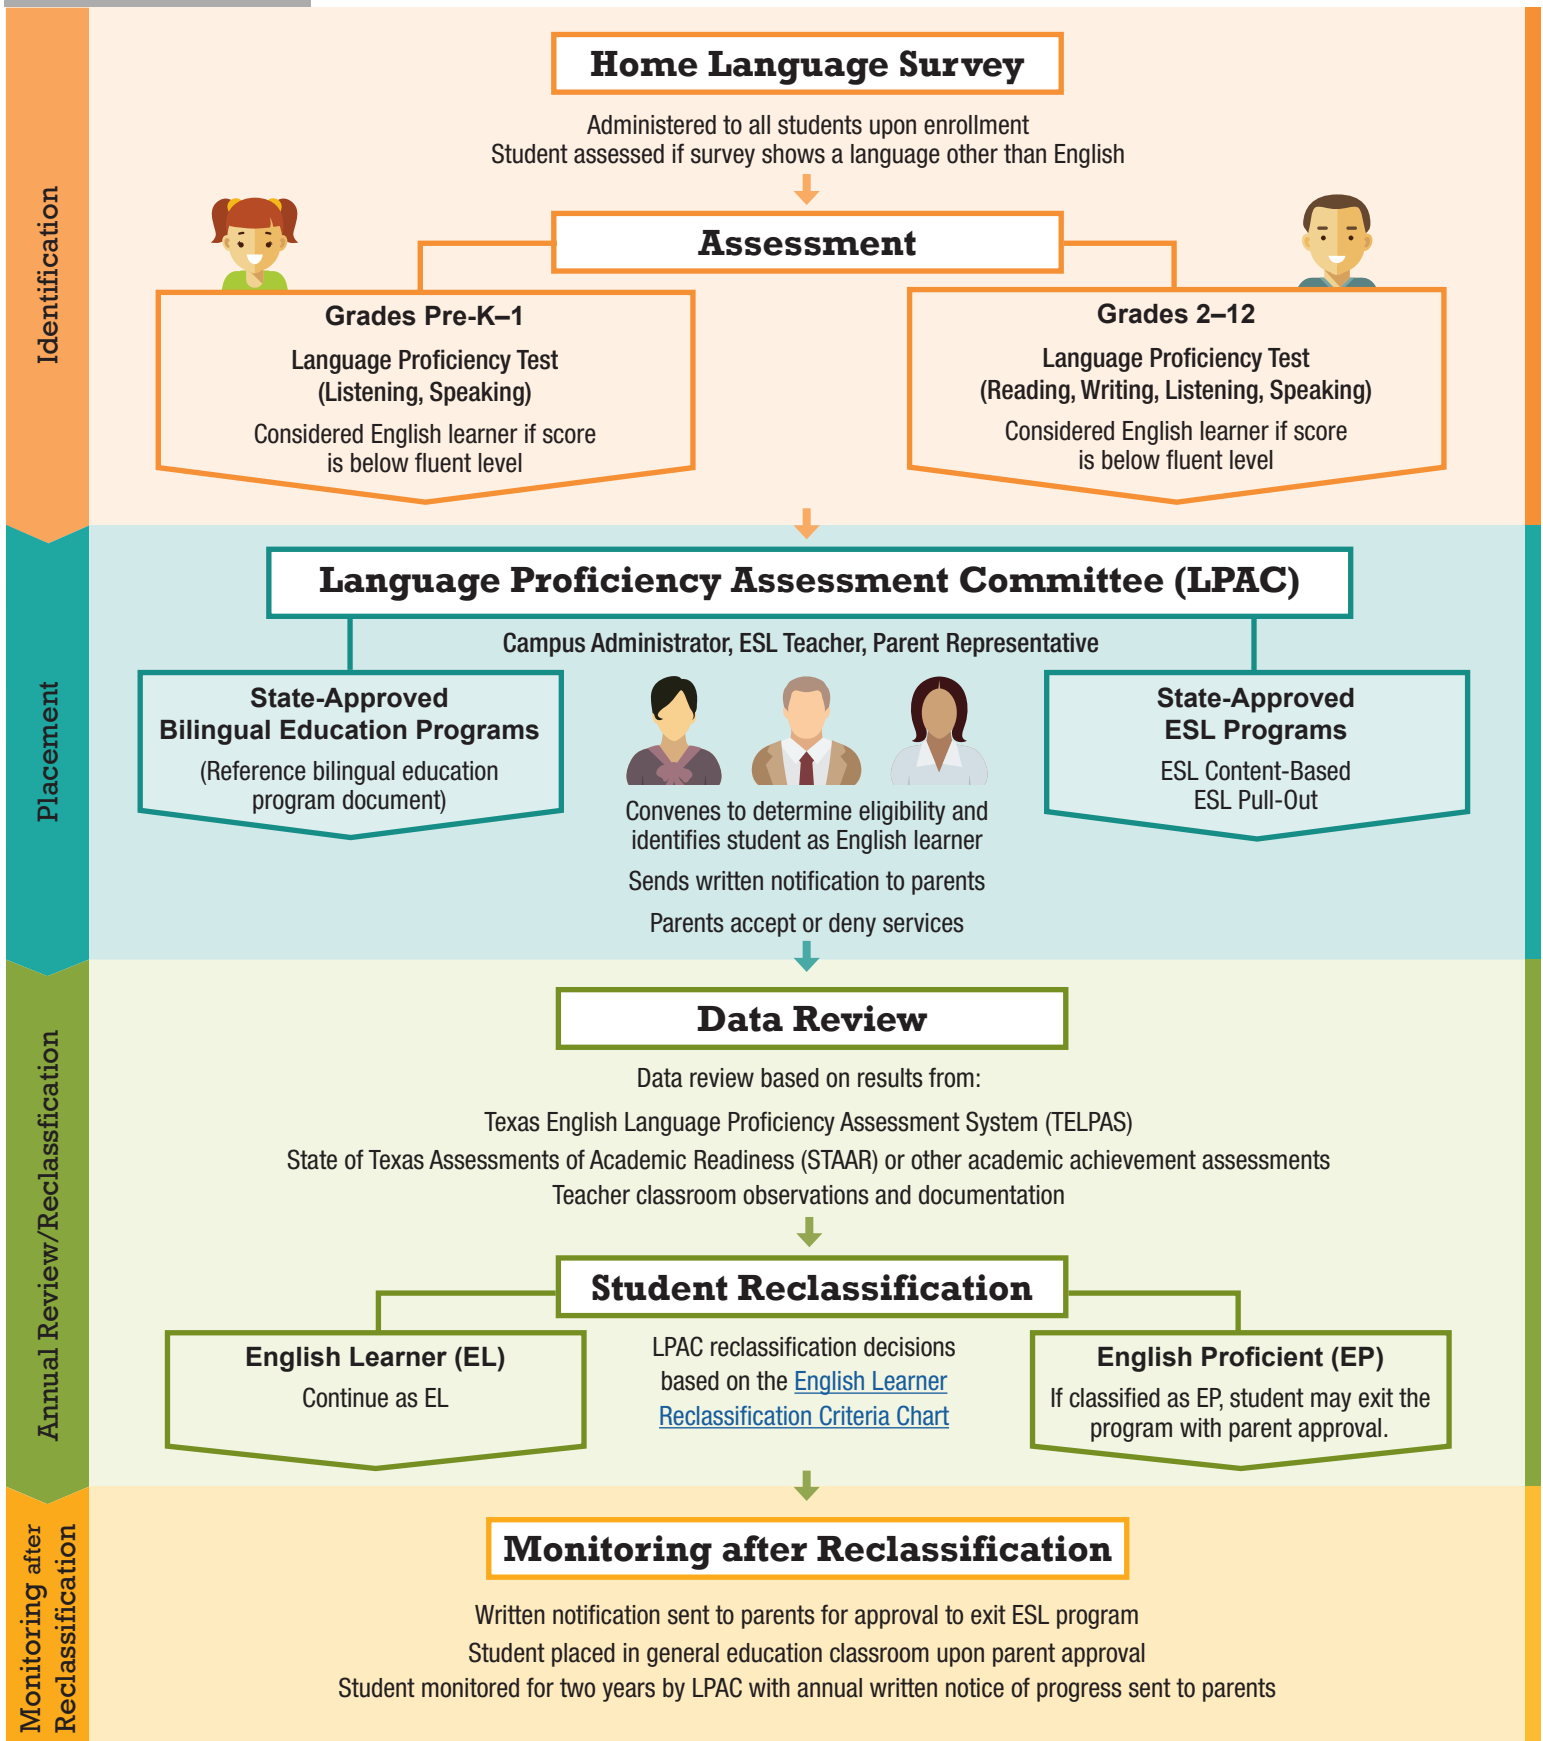 Identification
Home Language Survey
Administered to all students upon enrollment
Student assessed if survey shows a language other than English
Assessment
Grades Pre-K–1
Language Proficiency Test
(Listening, Speaking)
Considered English learner if score
is below fluent level
Grades 2–12
Language Proficiency Test
(Reading, Writing, Listening, Speaking)
Considered English learner if score
is below fluent level
Placement
Language Proficiency Assessment Committee (LPAC)
Campus Administrator, ESL Teacher, Parent Representative
State-Approved
Bilingual Education Programs
(Reference bilingual education
program document)
Convenes to determine eligibility and
identifies student as English learner
Sends written notification to parents
Parents accept or deny services
State-Approved
ESL Programs
ESL Content-Based
ESL Pull-Out
Annual Review/Reclassfication
Data Review
Data review based on results from:
Texas English Language Proficiency Assessment System (TELPAS)
State of Texas Assessments of Academic Readiness (STAAR) or other academic achievement assessments
Teacher classroom observations and documentation
Student Reclassification
English Learner (EL)
Continue as EL
LPAC reclassification decisions
based on the English Learner
Reclassification Criteria Chart
English Proficient (EP)
If classified as EP, student may exit the
program with parent approval.
Monitoring after
Reclassification
Monitoring after Reclassification
Written notification sent to parents for approval to exit ESL program
Student placed in general education classroom upon parent approval
Student monitored for two years by LPAC with annual written notice of progress sent to parents